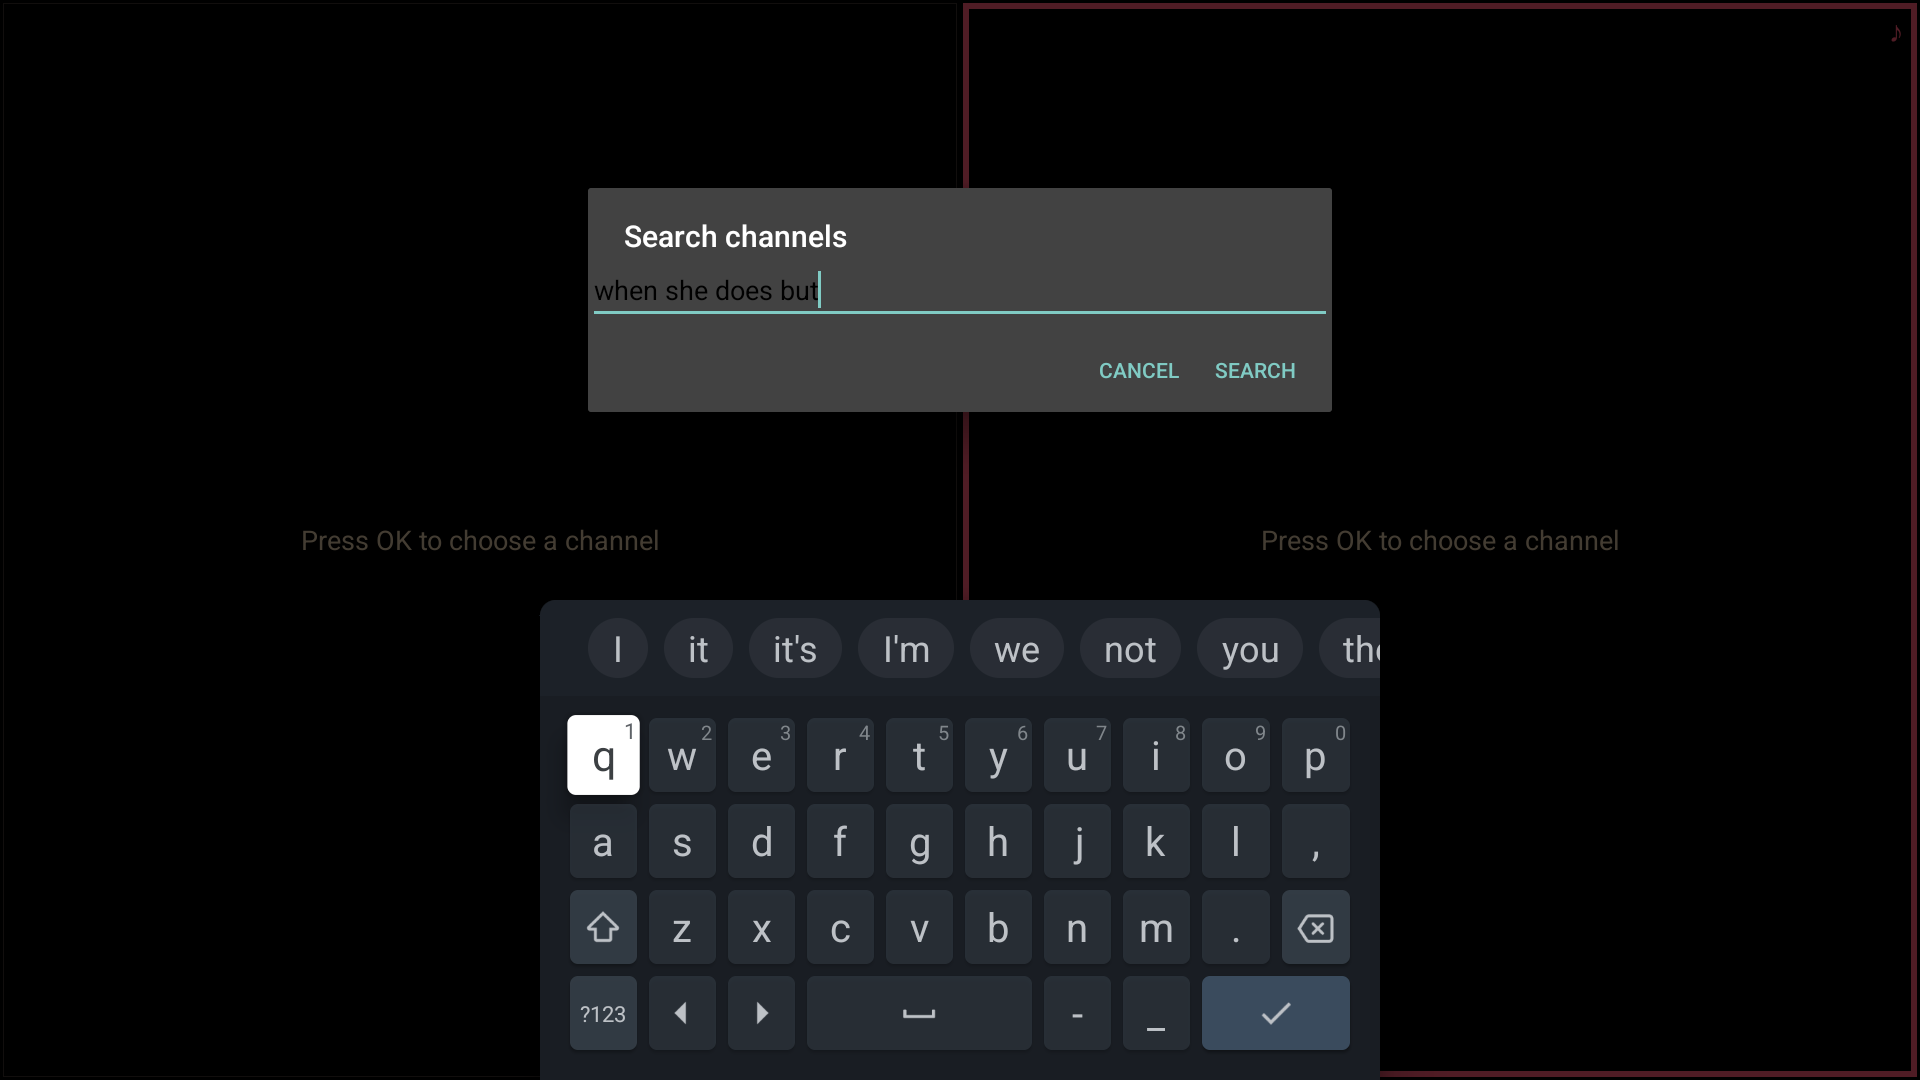 ♪
Search channels
when she does but
CANCEL SEARCH
Press OK to choose a channel
Press OK to choose a channel
I it it's I'm we not you
q 1 w 2 e 3 r 4 t 5 y 6 u 7 i 8 o 9 p 0
a s d f g h j k l ,
z x c v b n m .
?123 - _